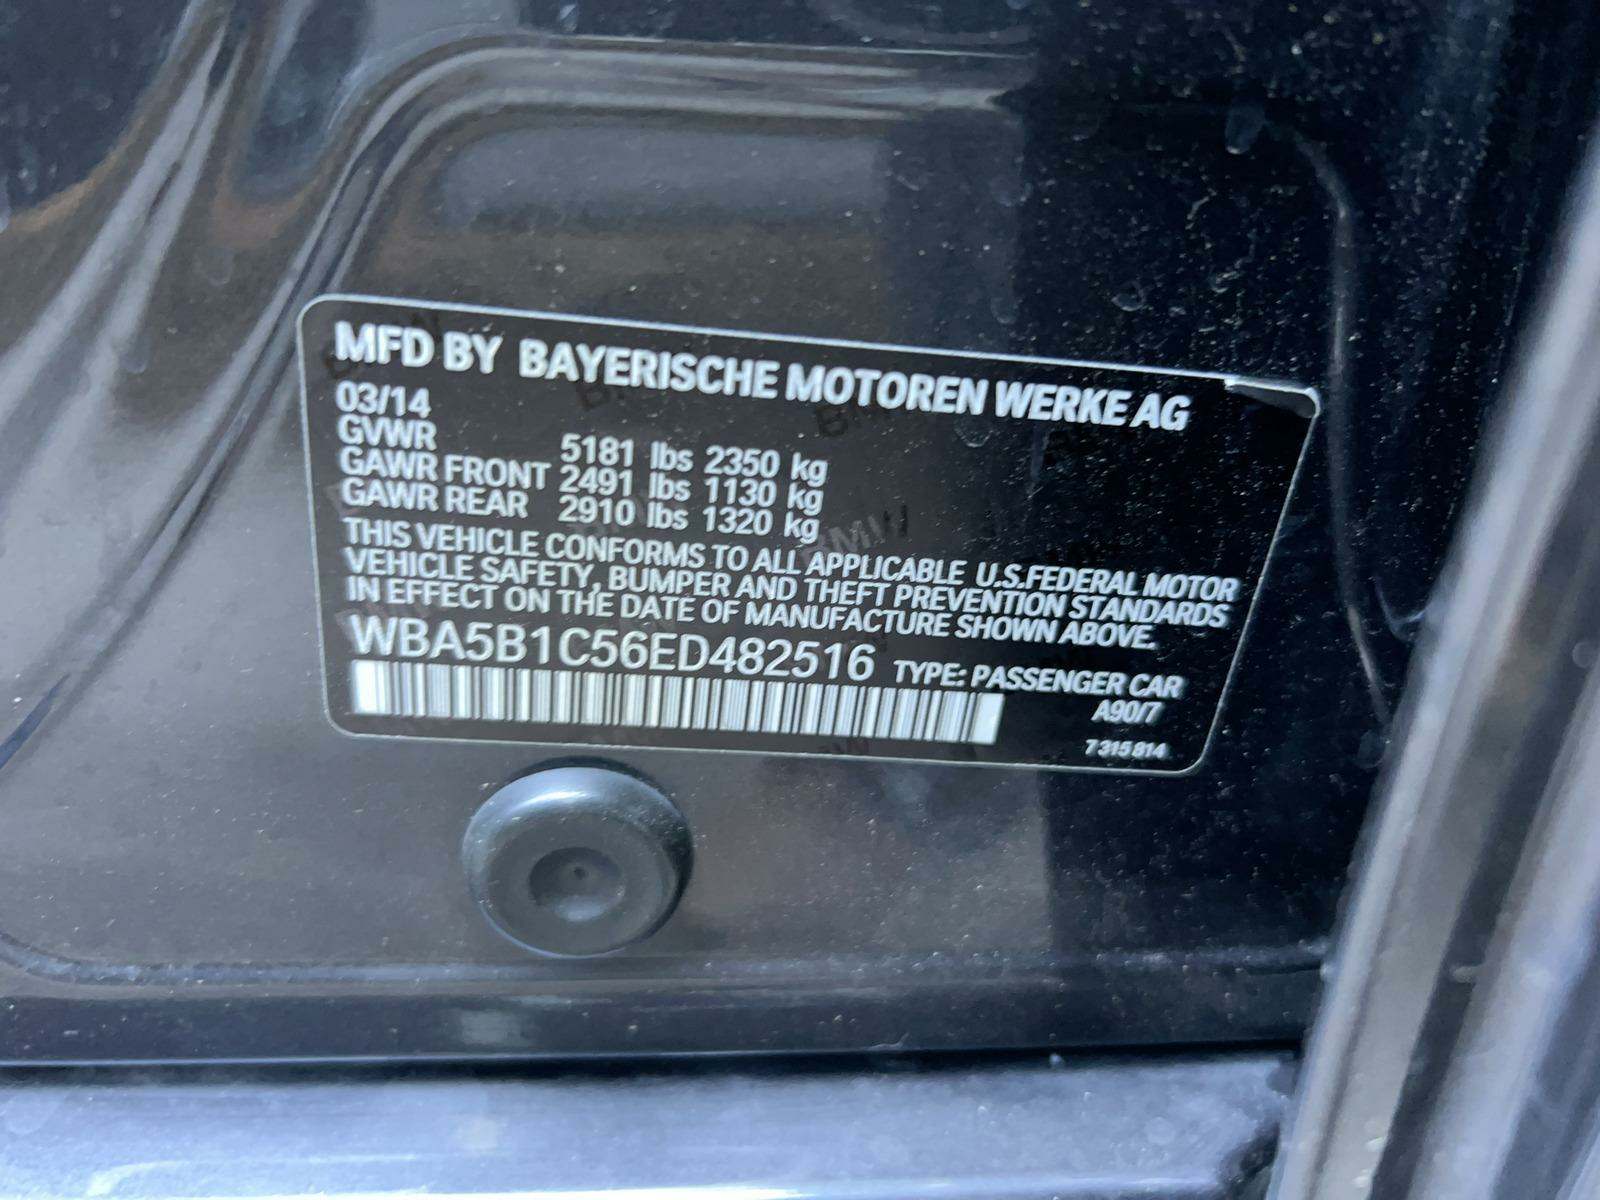 MFD BY BAYERISCHE MOTOREN WERKE AG
03/14
GVWR 5181 lbs 2350 kg
GAWR FRONT 2491 lbs 1130 kg
GAWR REAR 2910 lbs 1320 kg
THIS VEHICLE CONFORMS TO ALL APPLICABLE U.S.FEDERAL MOTOR
VEHICLE SAFETY, BUMPER AND THEFT PREVENTION STANDARDS
IN EFFECT ON THE DATE OF MANUFACTURE SHOWN ABOVE.
WBA5B1C56ED482516 TYPE: PASSENGER CAR
A90/7
7 315 814